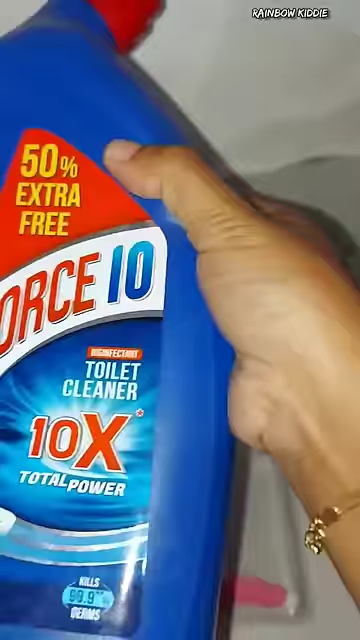 RAINBOW KIDDIE
50%
EXTRA
FREE
ORCE 10
DISINFECTANT
TOILET
CLEANER
10X*
TOTAL POWER
KILLS
99.9%
GERMS